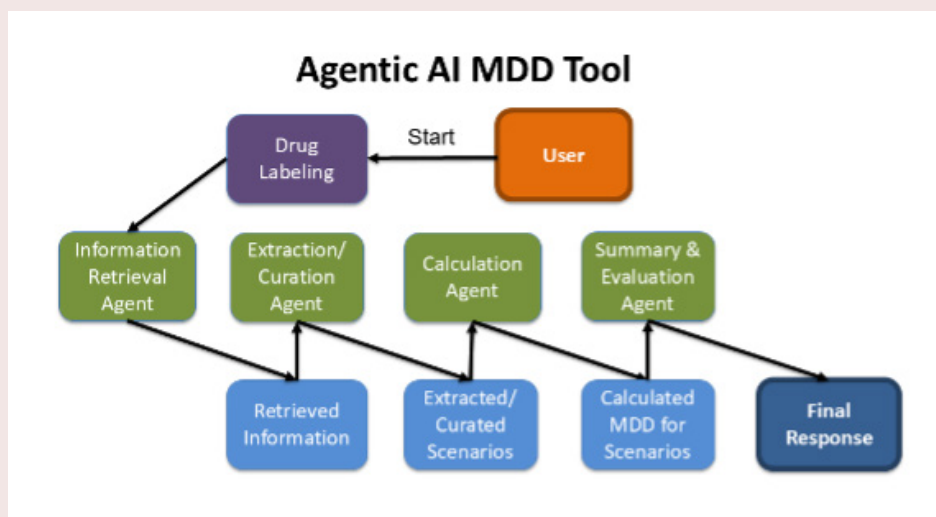 Agentic AI MDD Tool
Drug
Labeling
Start
User
Information
Retrieval
Agent
Extraction/
Curation
Agent
Calculation
Agent
Summary &
Evaluation
Agent
Retrieved
Information
Extracted/
Curated
Scenarios
Calculated
MDD for
Scenarios
Final
Response